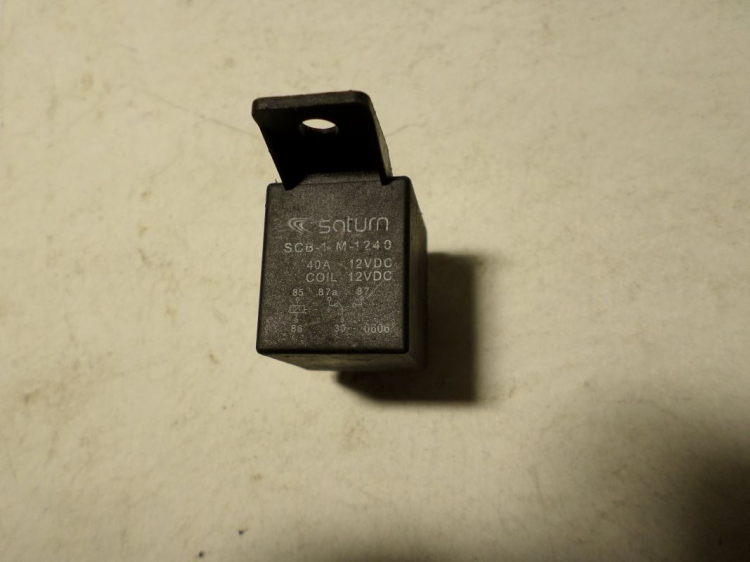 saturn
SCB-1-M-1240
40A - 12VDC
COIL 12VDC
85 87a 87
86 30 0606